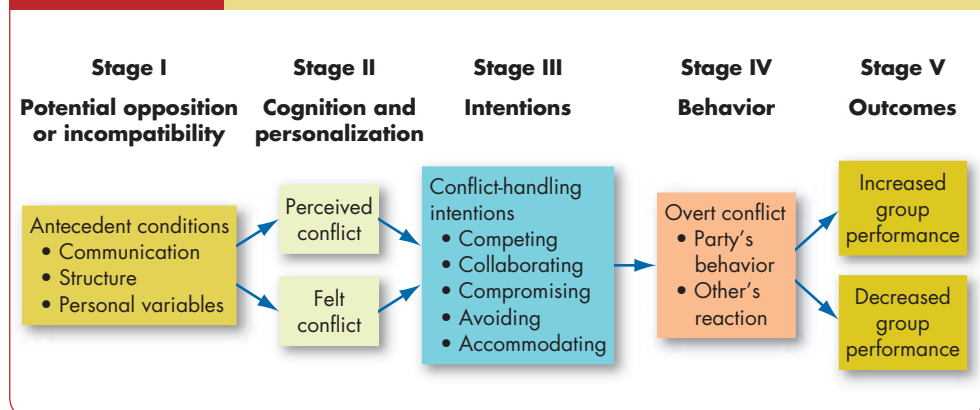 Stage I
Potential opposition
or incompatibility
Stage II
Cognition and
personalization
Stage III
Intentions
Stage IV
Behavior
Stage V
Outcomes
Antecedent conditions
• Communication
• Structure
• Personal variables
Perceived
conflict
Felt
conflict
Conflict-handling
intentions
• Competing
• Collaborating
• Compromising
• Avoiding
• Accommodating
Overt conflict
• Party's
behavior
• Other's
reaction
Increased
group
performance
Decreased
group
performance